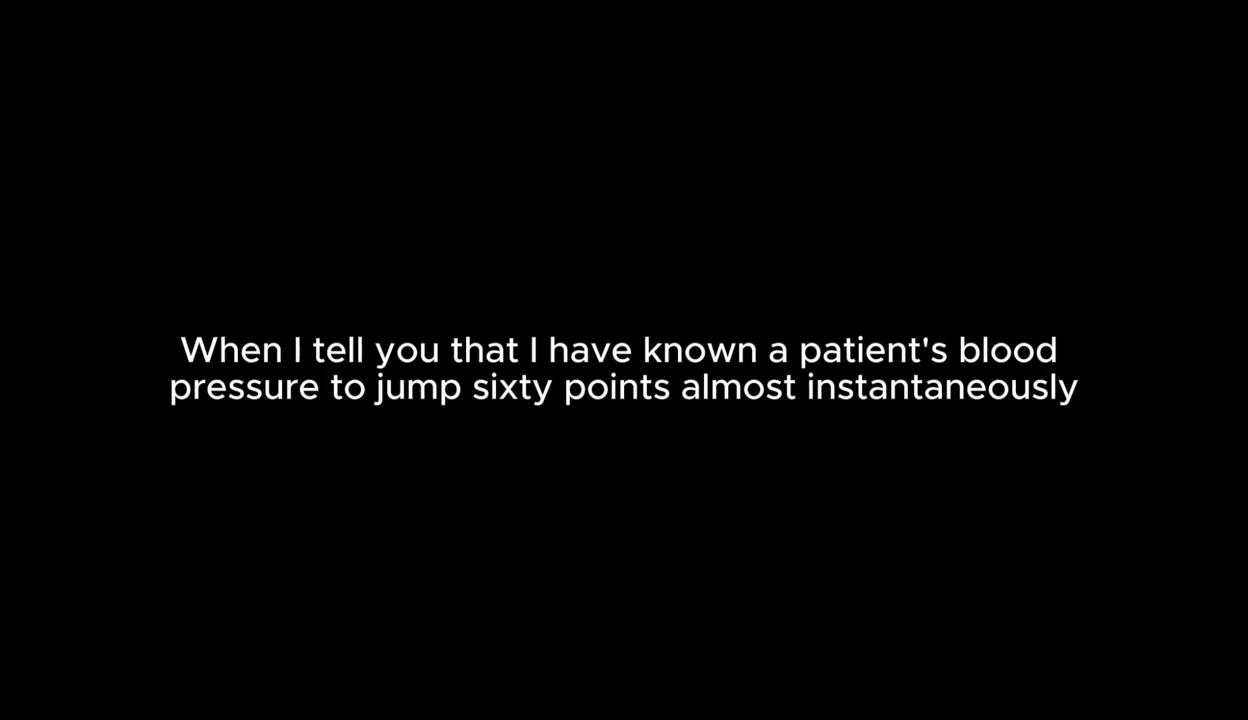 When I tell you that I have known a patient's blood
pressure to jump sixty points almost instantaneously